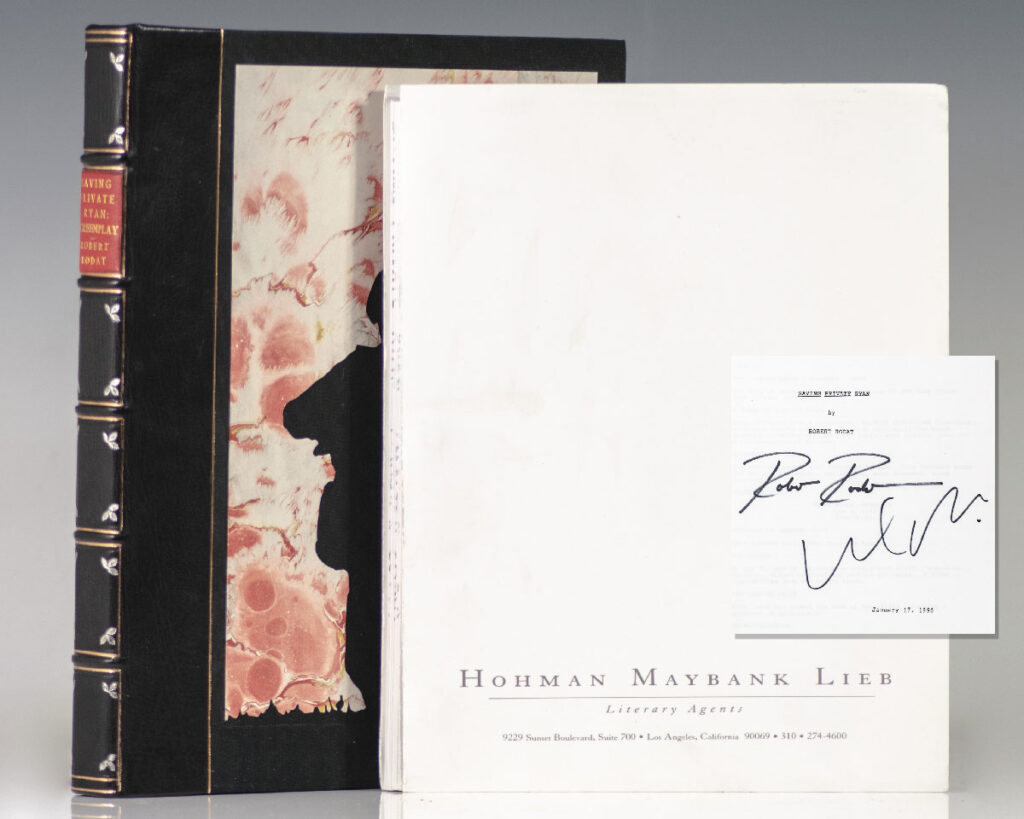 SAVING
PRIVATE
RYAN:
SCREENPLAY
ROBERT
RODAT
HOHMAN MAYBANK LIEB
Literary Agents
9229 Sunset Boulevard, Suite 700 • Los Angeles, California 90069 • 310 • 274-4600
SAVING PRIVATE RYAN
by
ROBERT RODAT
January 17, 1996